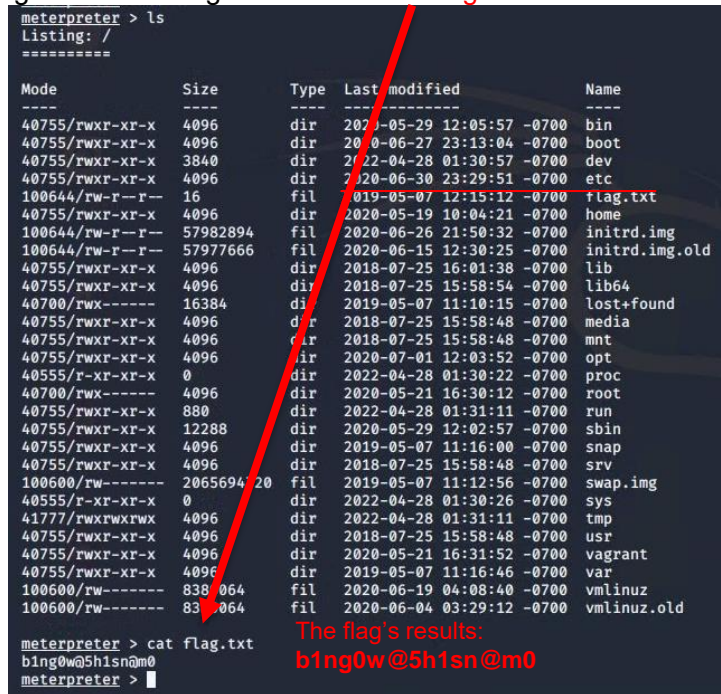 meterpreter > ls
Listing: /
==========
Mode Size Type Last modified Name
---- ---- ---- ------------- ----
40755/rwxr-xr-x 4096 dir 2020-05-29 12:05:57 -0700 bin
40755/rwxr-xr-x 4096 dir 2020-06-27 23:13:04 -0700 boot
40755/rwxr-xr-x 3840 dir 2022-04-28 01:30:57 -0700 dev
40755/rwxr-xr-x 4096 dir 2020-06-30 23:29:51 -0700 etc
100644/rw-r--r-- 16 fil 2019-05-07 12:15:12 -0700 flag.txt
40755/rwxr-xr-x 4096 dir 2020-05-19 10:04:21 -0700 home
100644/rw-r--r-- 57982894 fil 2020-06-26 21:50:32 -0700 initrd.img
100644/rw-r--r-- 57977666 fil 2020-06-15 12:30:25 -0700 initrd.img.old
40755/rwxr-xr-x 4096 dir 2018-07-25 16:01:38 -0700 lib
40755/rwxr-xr-x 4096 dir 2018-07-25 15:58:54 -0700 lib64
40700/rwx------ 16384 dir 2019-05-07 11:10:15 -0700 lost+found
40755/rwxr-xr-x 4096 dir 2018-07-25 15:58:48 -0700 media
40755/rwxr-xr-x 4096 dir 2018-07-25 15:58:48 -0700 mnt
40755/rwxr-xr-x 4096 dir 2020-07-01 12:03:52 -0700 opt
40555/r-xr-xr-x 0 dir 2022-04-28 01:30:22 -0700 proc
40700/rwx------ 4096 dir 2020-05-21 16:30:12 -0700 root
40755/rwxr-xr-x 880 dir 2022-04-28 01:31:11 -0700 run
40755/rwxr-xr-x 12288 dir 2020-05-29 12:02:57 -0700 sbin
40755/rwxr-xr-x 4096 dir 2019-05-07 11:16:00 -0700 snap
40755/rwxr-xr-x 4096 dir 2018-07-25 15:58:48 -0700 srv
100600/rw------- fil 2019-05-07 11:12:56 -0700 swap.img
40555/r-xr-xr-x 0 dir 2022-04-28 01:30:26 -0700 sys
41777/rwxrwxrwx 4096 dir 2022-04-28 01:31:11 -0700 tmp
40755/rwxr-xr-x 4096 dir 2018-07-25 15:58:48 -0700 usr
40755/rwxr-xr-x 4096 dir 2020-05-21 16:31:52 -0700 vagrant
40755/rwxr-xr-x 4096 dir 2019-05-07 11:16:46 -0700 var
100600/rw------- fil 2020-06-19 04:08:40 -0700 vmlinuz
100600/rw------- fil 2020-06-04 03:29:12 -0700 vmlinuz.old
meterpreter > cat flag.txt
b1ng0w@5h1sn@m0
meterpreter >
The flag's results:
b1ng0w@5h1sn@m0